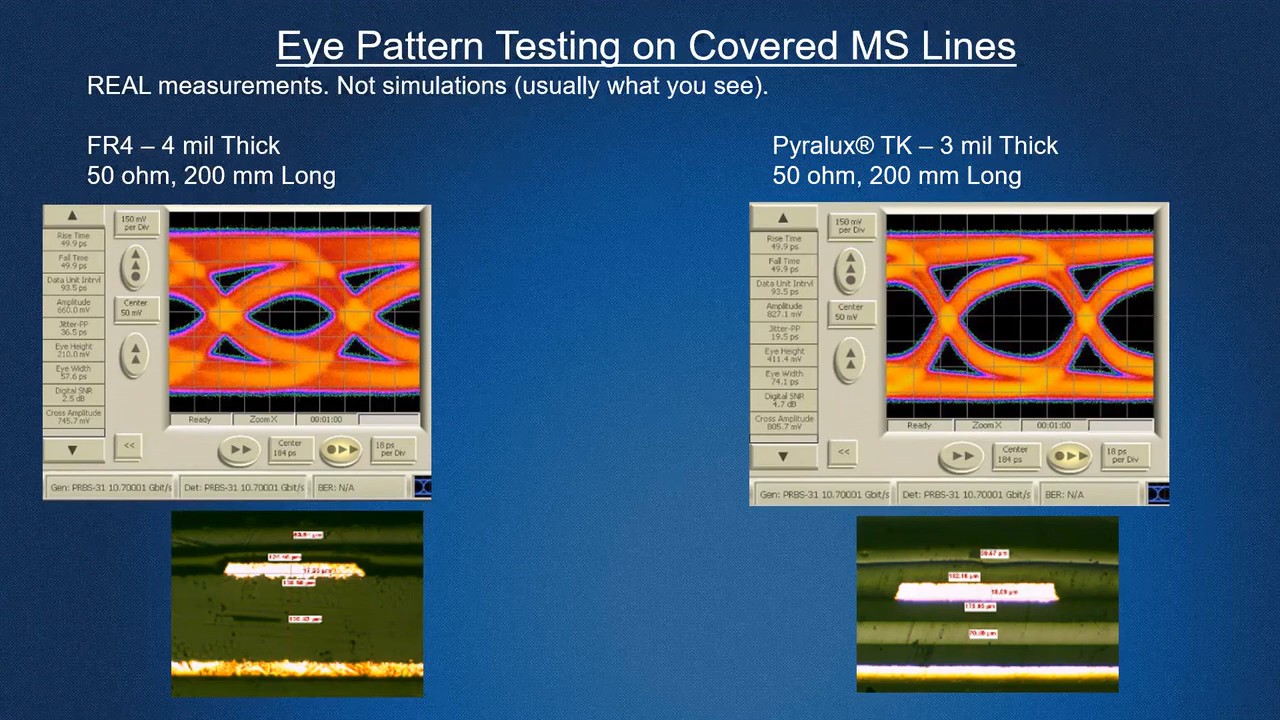 Eye Pattern Testing on Covered MS Lines
REAL measurements. Not simulations (usually what you see).
FR4 – 4 mil Thick
50 ohm, 200 mm Long
150 mV
per Div
Rise Time
49.9 ps
Fall Time
49.9 ps
Data Unit Intrvl
93.5 ps
Amplitude
660.0 mV
Jitter-PP
36.5 ps
Eye Height
210.0 mV
Eye Width
57.6 ps
Digital SNR
2.5 dB
Cross Amplitude
745.7 mV
Center
50 mV
Ready
Zoom X
00:01:00
<<
Center
184 ps
18 ps
per Div
Gen: PRBS-31 10.70001 Gbit/s
Det: PRBS-31 10.70001 Gbit/s
BER: N/A
Pyralux® TK – 3 mil Thick
50 ohm, 200 mm Long
150 mV
per Div
Rise Time
49.9 ps
Fall Time
49.9 ps
Data Unit Intrvl
93.5 ps
Amplitude
827.1 mV
Jitter-PP
19.5 ps
Eye Height
411.4 mV
Eye Width
74.1 ps
Digital SNR
4.7 dB
Cross Amplitude
805.7 mV
Center
50 mV
Ready
Zoom X
00:01:00
<<
Center
184 ps
18 ps
per Div
Gen: PRBS-31 10.70001 Gbit/s
Det: PRBS-31 10.70001 Gbit/s
BER: N/A